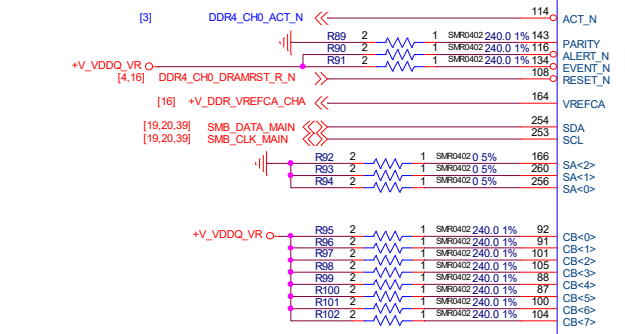 [3] DDR4_CH0_ACT_N 114 ACT_N
R89 2 1 SMR0402 240.0 1% 143 PARITY
R90 2 1 SMR0402 240.0 1% 116 ALERT_N
+V_VDDQ_VR R91 2 1 SMR0402 240.0 1% 134 EVENT_N
[4,16] DDR4_CH0_DRAMRST_R_N 108 RESET_N
[16] +V_DDR_VREFCA_CHA 164 VREFCA
[19,20,39] SMB_DATA_MAIN 254 SDA
[19,20,39] SMB_CLK_MAIN 253 SCL
R92 2 1 SMR0402 0 5% 166 SA<2>
R93 2 1 SMR0402 0 5% 260 SA<1>
R94 2 1 SMR0402 0 5% 256 SA<0>
+V_VDDQ_VR R95 2 1 SMR0402 240.0 1% 92 CB<0>
R96 2 1 SMR0402 240.0 1% 91 CB<1>
R97 2 1 SMR0402 240.0 1% 101 CB<2>
R98 2 1 SMR0402 240.0 1% 105 CB<3>
R99 2 1 SMR0402 240.0 1% 88 CB<4>
R100 2 1 SMR0402 240.0 1% 87 CB<5>
R101 2 1 SMR0402 240.0 1% 100 CB<6>
R102 2 1 SMR0402 240.0 1% 104 CB<7>